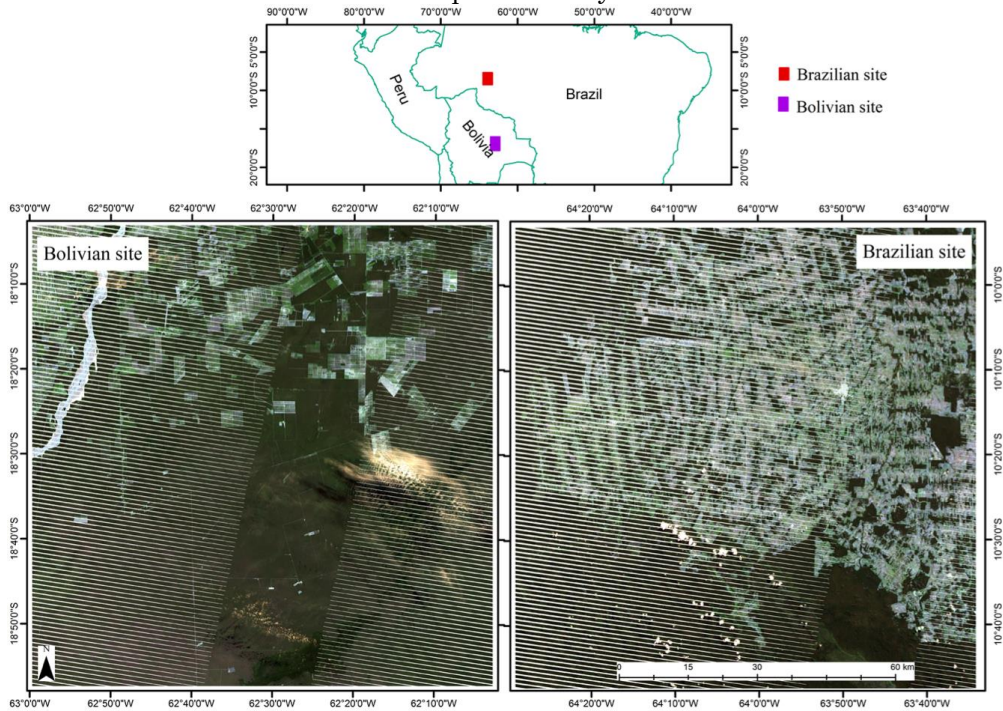 90°0'0"W 80°0'0"W 70°0'0"W 60°0'0"W 50°0'0"W 40°0'0"W
5°0'0"S 5°0'0"S
10°0'0"S 10°0'0"S
20°0'0"S 20°0'0"S
Peru
Bolivia
Brazil
Brazilian site
Bolivian site
63°0'0"W 62°50'0"W 62°40'0"W 62°30'0"W 62°20'0"W 62°10'0"W
Bolivian site
18°10'0"S
18°20'0"S
18°30'0"S
18°40'0"S
18°50'0"S
N
63°0'0"W 62°50'0"W 62°40'0"W 62°30'0"W 62°20'0"W 62°10'0"W
64°20'0"W 64°10'0"W 64°0'0"W 63°50'0"W 63°40'0"W
Brazilian site
10°0'0"S
10°10'0"S
10°20'0"S
10°30'0"S
10°40'0"S
0 15 30 60 km
64°20'0"W 64°10'0"W 64°0'0"W 63°50'0"W 63°40'0"W